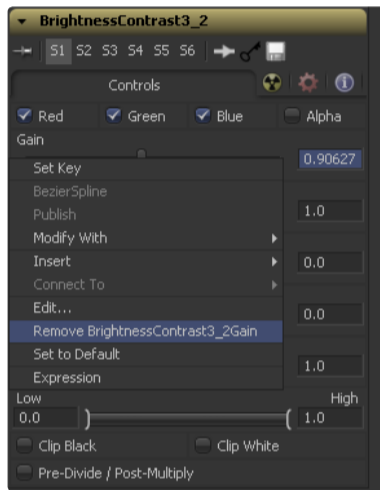 BrightnessContrast3_2
S1 S2 S3 S4 S5 S6
Controls
Red Green Blue Alpha
Gain
0.90627
Set Key
BezierSpline
Publish
1.0
Modify With
Insert
0.0
Connect To
Edit...
0.0
Remove BrightnessContrast3_2Gain
Set to Default
1.0
Expression
Low High
0.0 1.0
Clip Black Clip White
Pre-Divide / Post-Multiply